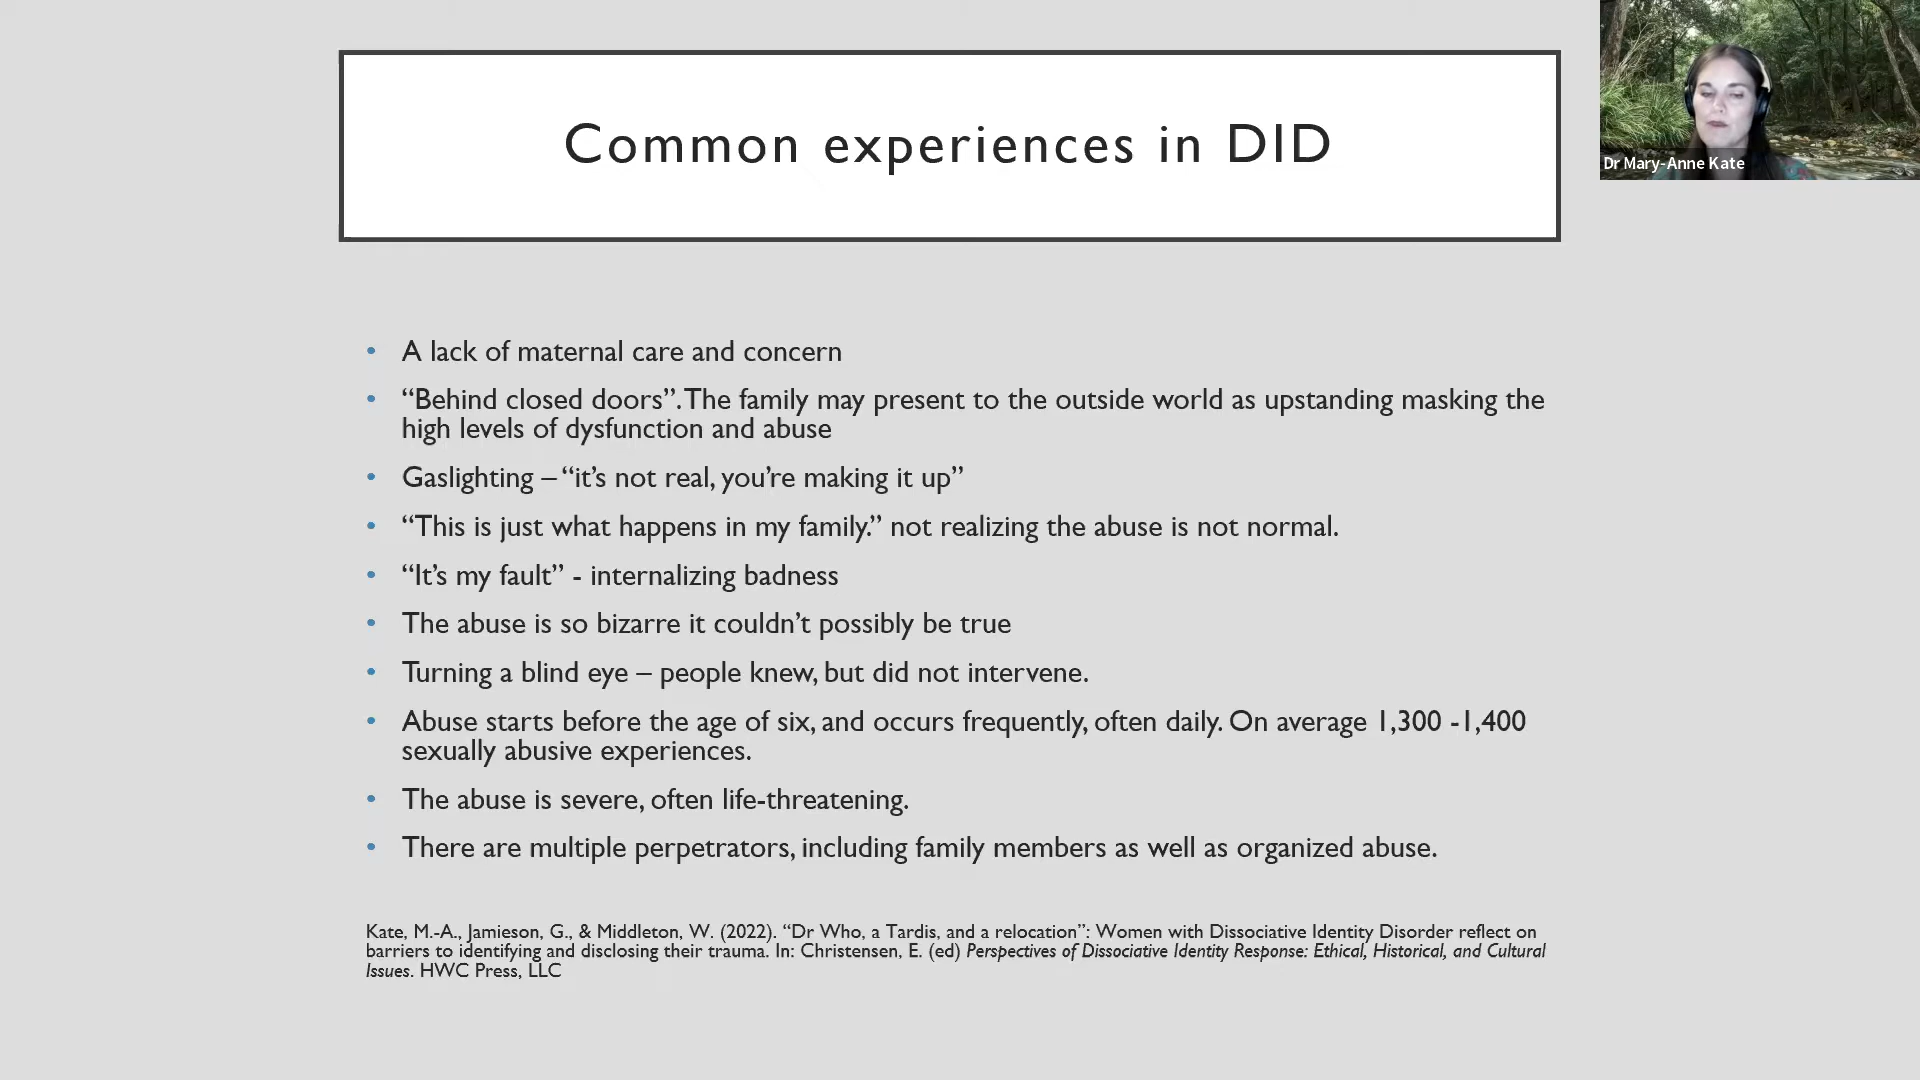 Common experiences in DID
Dr Mary-Anne Kate
• A lack of maternal care and concern
• “Behind closed doors”. The family may present to the outside world as upstanding masking the
high levels of dysfunction and abuse
• Gaslighting – “it’s not real, you’re making it up”
• “This is just what happens in my family.” not realizing the abuse is not normal.
• “It’s my fault” - internalizing badness
• The abuse is so bizarre it couldn’t possibly be true
• Turning a blind eye – people knew, but did not intervene.
• Abuse starts before the age of six, and occurs frequently, often daily. On average 1,300 -1,400
sexually abusive experiences.
• The abuse is severe, often life-threatening.
• There are multiple perpetrators, including family members as well as organized abuse.
Kate, M.-A., Jamieson, G., & Middleton, W. (2022). “Dr Who, a Tardis, and a relocation”: Women with Dissociative Identity Disorder reflect on
barriers to identifying and disclosing their trauma. In: Christensen, E. (ed) Perspectives of Dissociative Identity Response: Ethical, Historical, and Cultural
Issues. HWC Press, LLC